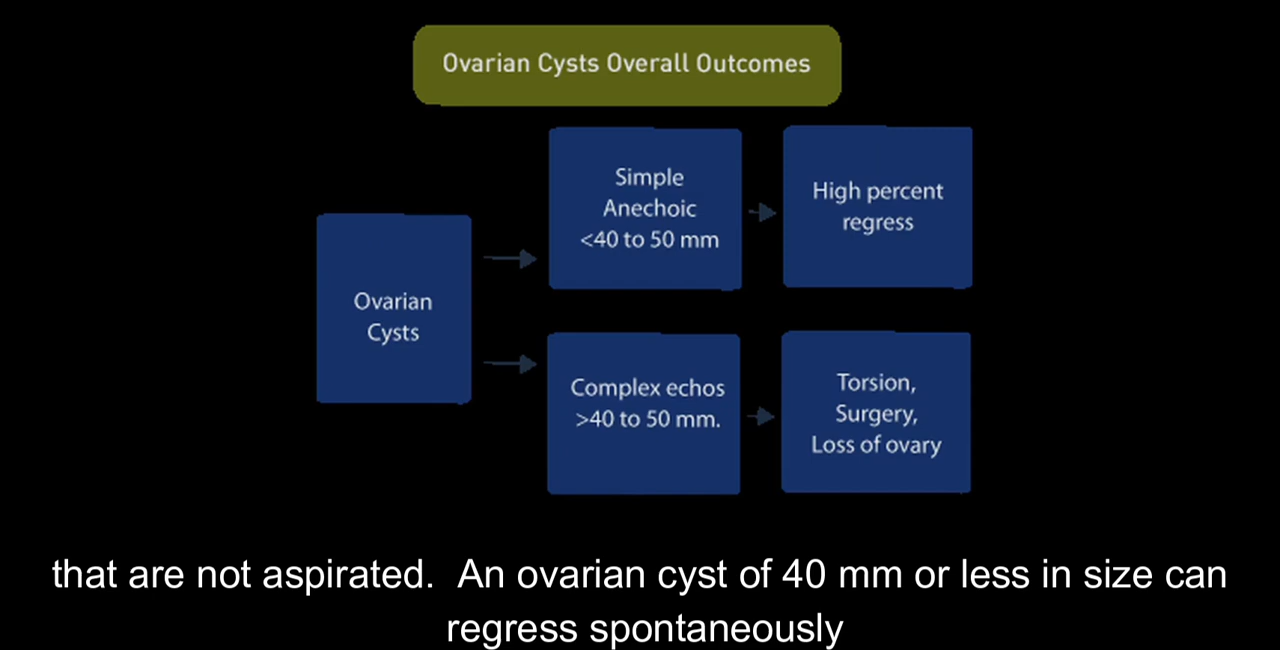 Ovarian Cysts Overall Outcomes
Simple
Anechoic
<40 to 50 mm
High percent
regress
Ovarian
Cysts
Complex echos
>40 to 50 mm.
Torsion,
Surgery,
Loss of ovary
that are not aspirated.  An ovarian cyst of 40 mm or less in size can
regress spontaneously